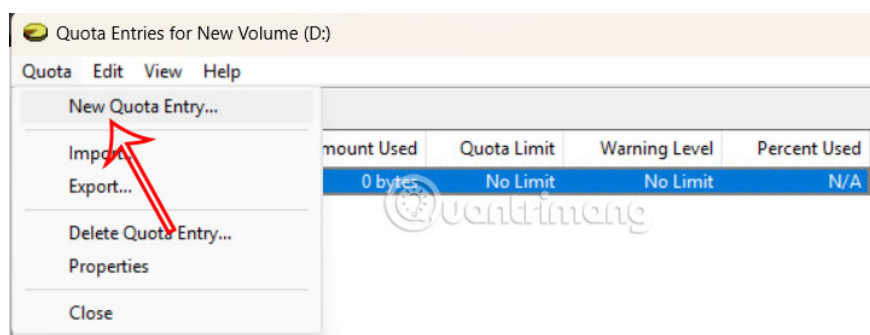 Quota Entries for New Volume (D:)
Quota Edit View Help
New Quota Entry...
Import...
mount Used Quota Limit Warning Level Percent Used
Export...
0 bytes No Limit No Limit N/A
Quantrimang
Delete Quota Entry...
Properties
Close